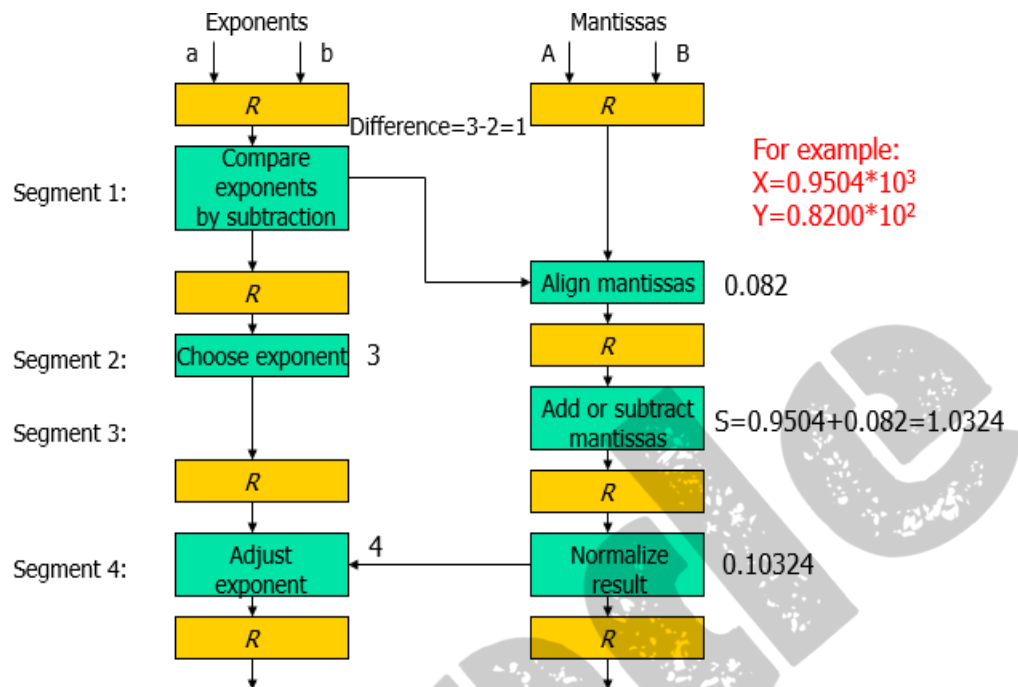 Exponents
Mantissas
a
b
A
B
R
R
Difference=3-2=1
For example:
X=0.9504*10³
Y=0.8200*10²
Segment 1:
Compare
exponents
by subtraction
R
Align mantissas
0.082
R
Segment 2:
Choose exponent
3
Segment 3:
Add or subtract
mantissas
S=0.9504+0.082=1.0324
R
R
Segment 4:
Adjust
exponent
4
Normalize
result
0.10324
R
R